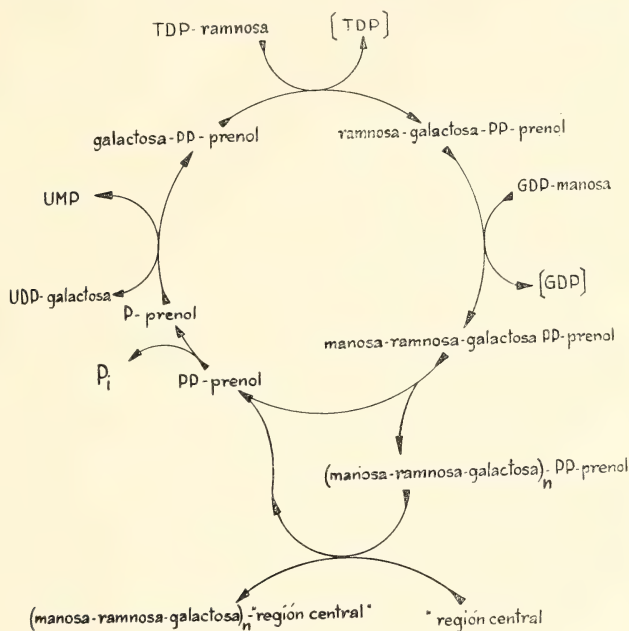 TDP-ramnosa
[TDP]
galactosa-PP-prenol
ramnosa-galactosa-PP-prenol
UMP
GDP-manosa
UDP-galactosa
[GDP]
P-prenol
manosa-ramnosa-galactosa PP-prenol
Pi
PP-prenol
(manosa-ramnosa-galactosa)n-PP-prenol
(manosa-ramnosa-galactosa)n-"región central"
"región central